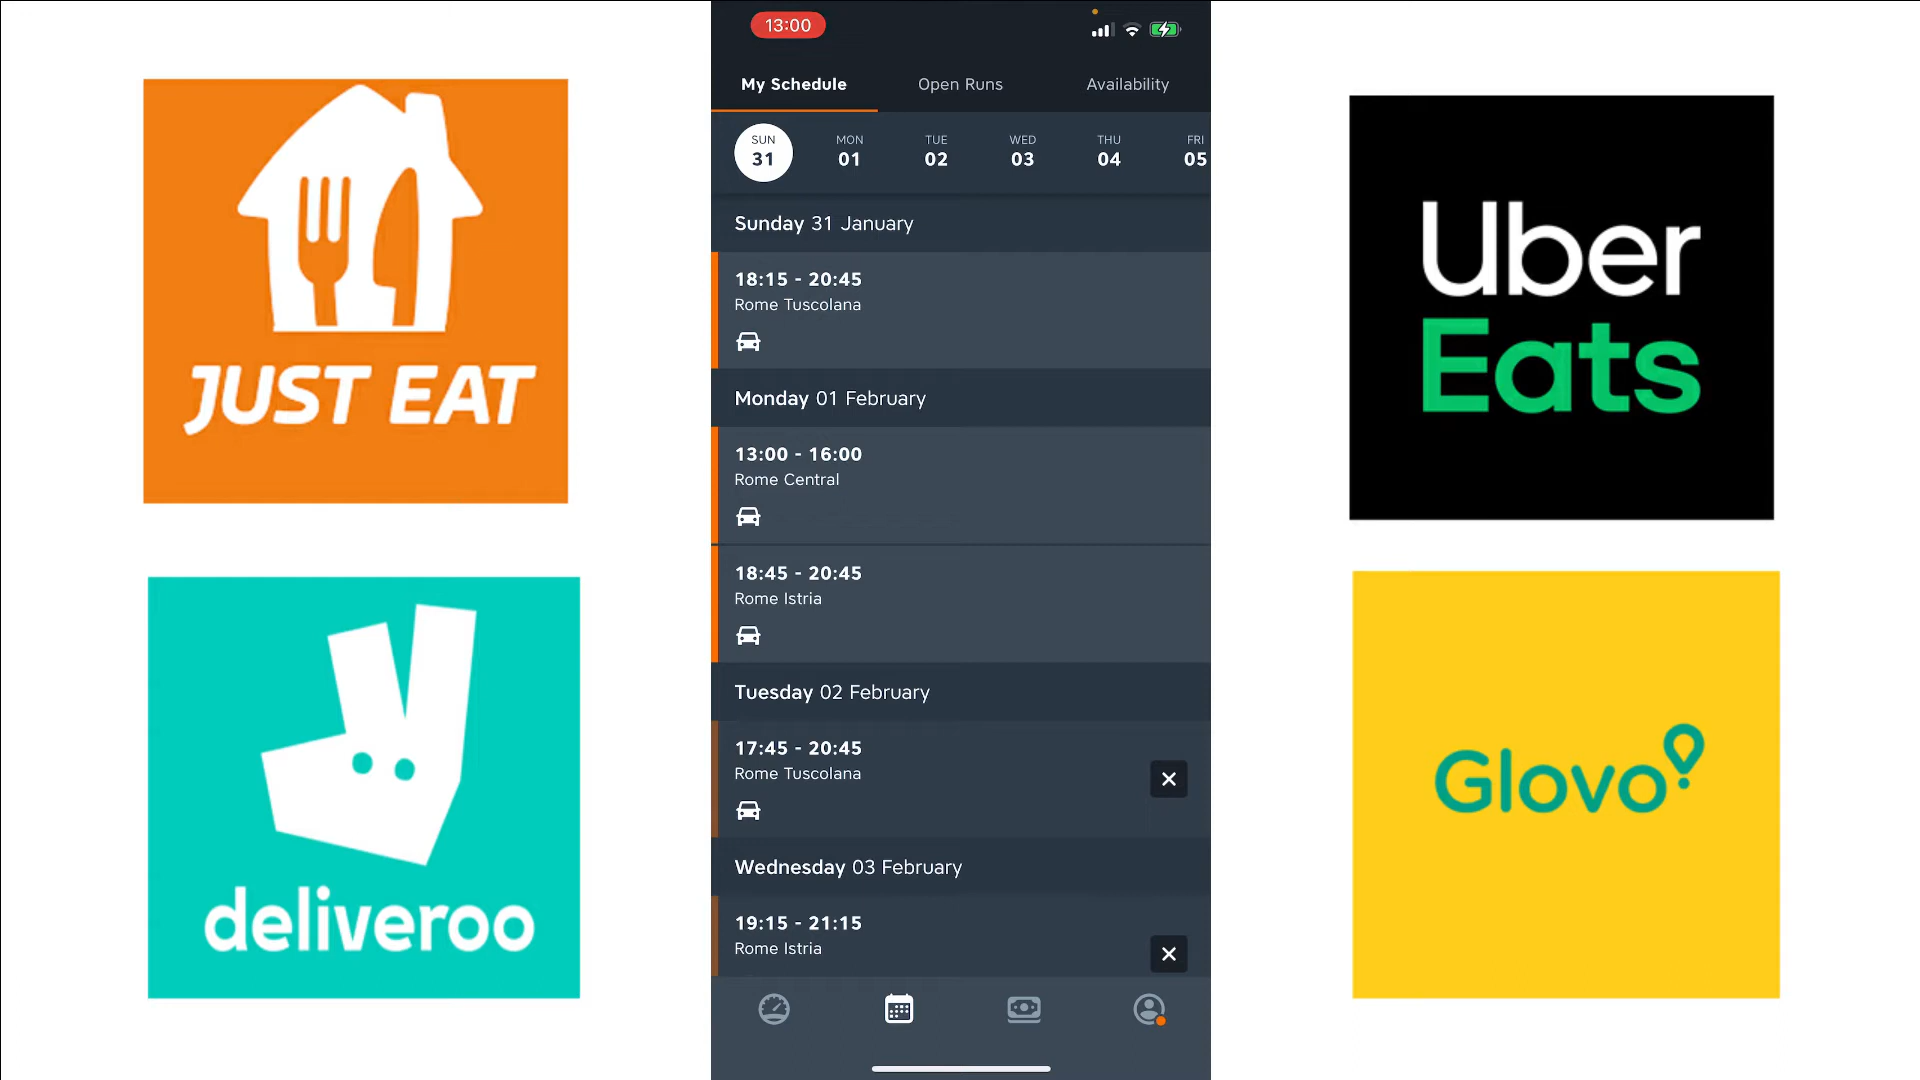 JUST EAT
deliveroo
13:00
My Schedule Open Runs Availability
SUN MON TUE WED THU FRI
31 01 02 03 04 05
Sunday 31 January
18:15 - 20:45
Rome Tuscolana
Monday 01 February
13:00 - 16:00
Rome Central
18:45 - 20:45
Rome Istria
Tuesday 02 February
17:45 - 20:45
Rome Tuscolana
Wednesday 03 February
19:15 - 21:15
Rome Istria
Uber
Eats
Glovo